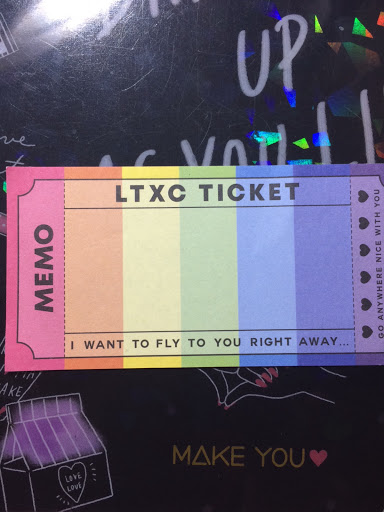 UP
LTXC TICKET
MEMO
I WANT TO FLY TO YOU RIGHT AWAY...
GO ANYWHERE NICE WITH YOU
AKE
LOVE
LOVE
MAKE YOU